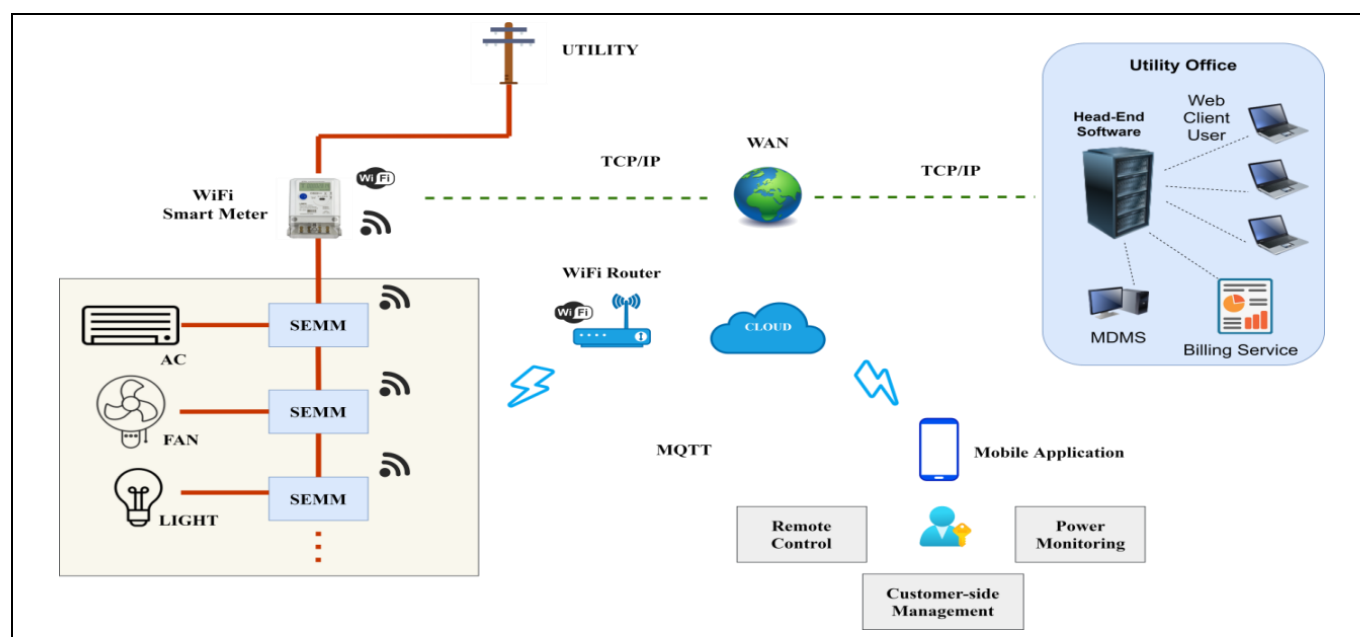 UTILITY
Utility Office
Head-End
Software
Web
Client
User
WAN
TCP/IP
TCP/IP
WiFi
Smart Meter
WiFi
WiFi Router
WiFi
SEMM
AC
CLOUD
MDMS
Billing Service
SEMM
FAN
MQTT
Mobile Application
SEMM
LIGHT
Remote
Control
Power
Monitoring
Customer-side
Management